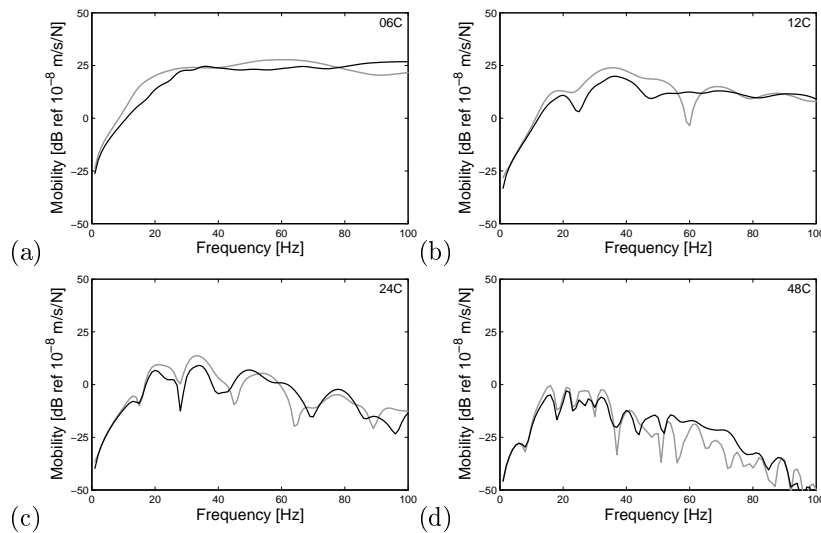 50
25
0
−25
−50
Mobility [dB ref 10⁻⁸ m/s/N]
06C
0 20 40 60 80 100
Frequency [Hz]
(a)
50
25
0
−25
−50
Mobility [dB ref 10⁻⁸ m/s/N]
12C
0 20 40 60 80 100
Frequency [Hz]
(b)
50
25
0
−25
−50
Mobility [dB ref 10⁻⁸ m/s/N]
24C
0 20 40 60 80 100
Frequency [Hz]
(c)
50
25
0
−25
−50
Mobility [dB ref 10⁻⁸ m/s/N]
48C
0 20 40 60 80 100
Frequency [Hz]
(d)